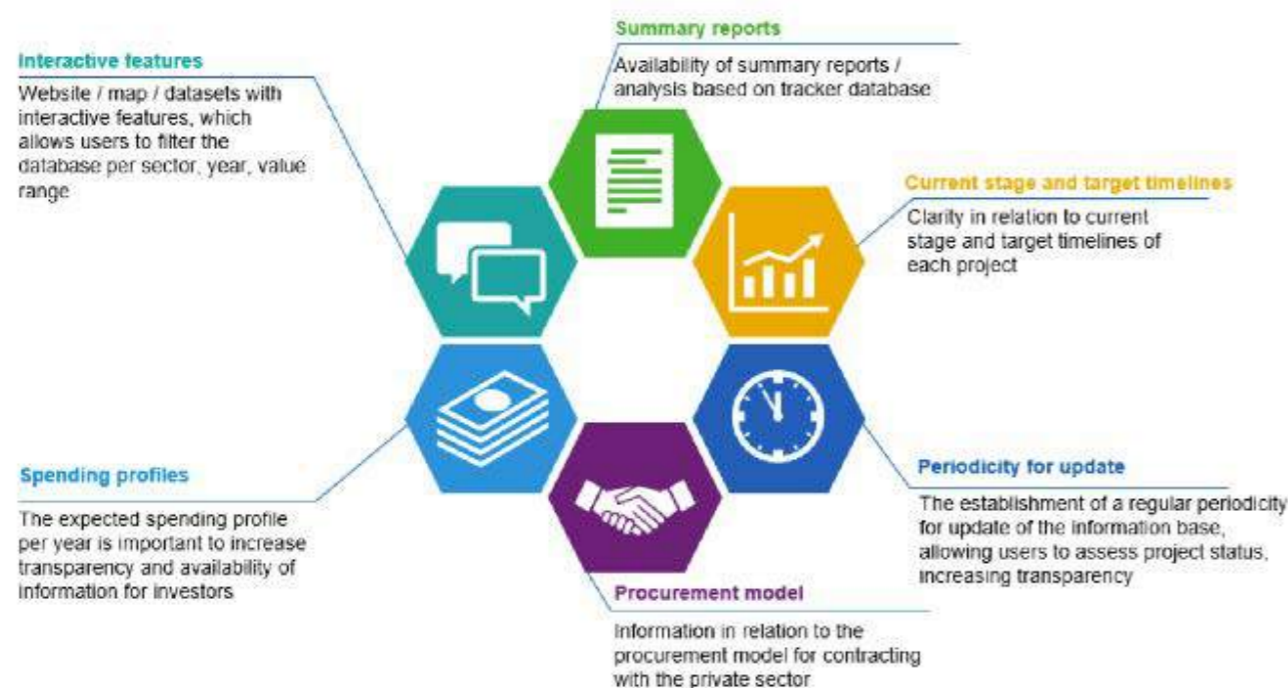 Summary reports
Availability of summary reports /
analysis based on tracker database
Interactive features
Website / map / datasets with
interactive features, which
allows users to filter the
database per sector, year, value
range
Current stage and target timelines
Clarity in relation to current
stage and target timelines of
each project
Spending profiles
The expected spending profile
per year is important to increase
transparency and availability of
information for investors
Periodicity for update
The establishment of a regular periodicity
for update of the information base,
allowing users to assess project status,
increasing transparency
Procurement model
Information in relation to the
procurement model for contracting
with the private sector